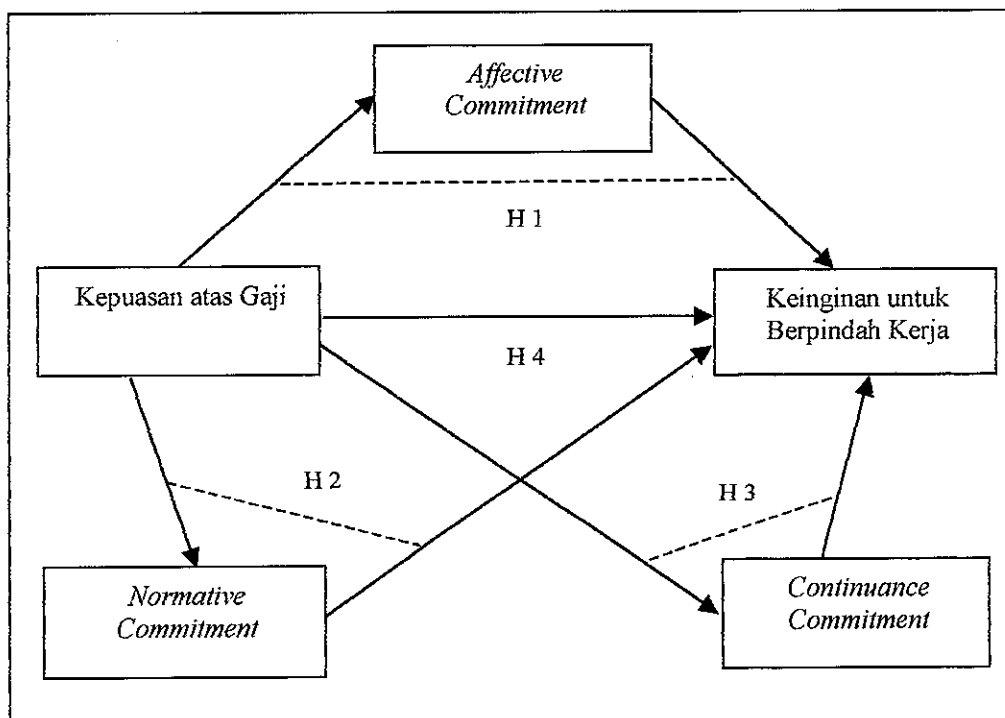 Affective
Commitment
H 1
Kepuasan atas Gaji
Keinginan untuk
Berpindah Kerja
H 4
H 2
H 3
Normative
Commitment
Continuance
Commitment